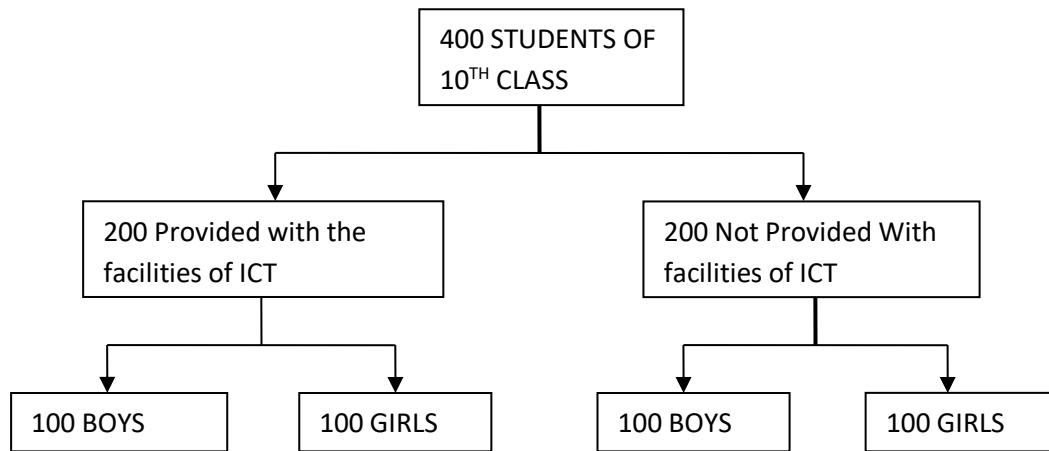 400 STUDENTS OF
10TH CLASS
200 Provided with the
facilities of ICT
200 Not Provided With
facilities of ICT
100 BOYS
100 GIRLS
100 BOYS
100 GIRLS